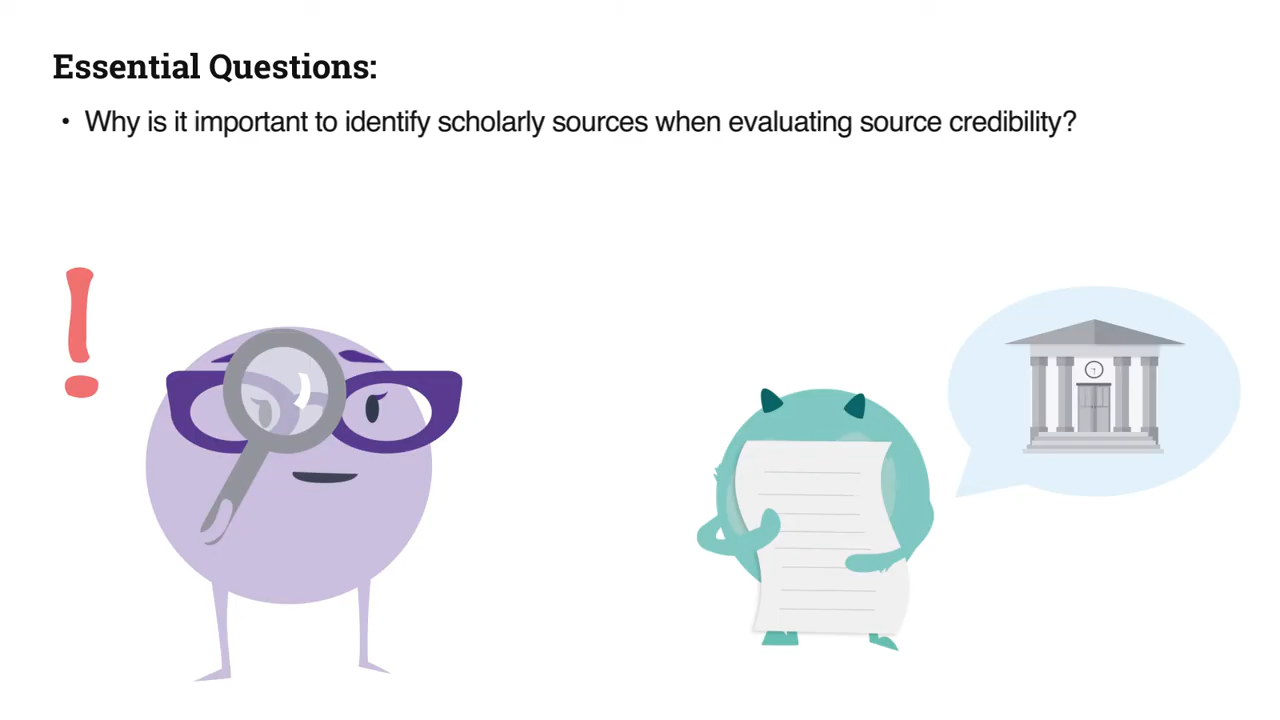 Essential Questions:
• Why is it important to identify scholarly sources when evaluating source credibility?
!